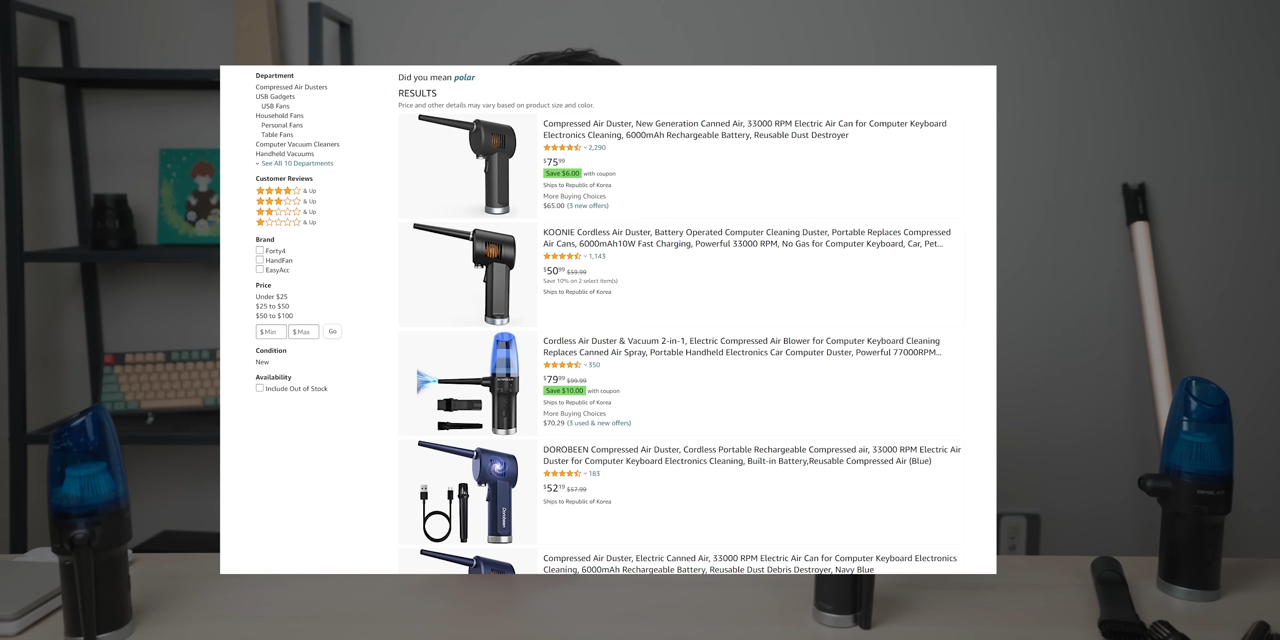 Department
Compressed Air Dusters
USB Gadgets
USB Fans
Household Fans
Personal Fans
Table Fans
Computer Vacuum Cleaners
Handheld Vacuums
See All 10 Departments
Customer Reviews
& Up
& Up
& Up
& Up
Brand
Forty4
HandFan
EasyAcc
Price
Under $25
$25 to $50
$50 to $100
$ Min $ Max Go
Condition
New
Availability
Include Out of Stock
Did you mean polar
RESULTS
Price and other details may vary based on product size and color.
Compressed Air Duster, New Generation Canned Air, 33000 RPM Electric Air Can for Computer Keyboard
Electronics Cleaning, 6000mAh Rechargeable Battery, Reusable Dust Destroyer
2,290
$75 99
Save $6.00 with coupon
Ships to Republic of Korea
More Buying Choices
$65.00 (3 new offers)
KOONIE Cordless Air Duster, Battery Operated Computer Cleaning Duster, Portable Replaces Compressed
Air Cans, 6000mAh10W Fast Charging, Powerful 33000 RPM, No Gas for Computer Keyboard, Car, Pet...
1,143
$50 99 $59.99
Save 10% on 2 select item(s)
Ships to Republic of Korea
Cordless Air Duster & Vacuum 2-in-1, Electric Compressed Air Blower for Computer Keyboard Cleaning
Replaces Canned Air Spray, Portable Handheld Electronics Car Computer Duster, Powerful 77000RPM...
350
$79 99 $99.99
Save $10.00 with coupon
Ships to Republic of Korea
More Buying Choices
$70.29 (3 used & new offers)
DOROBEEN Compressed Air Duster, Cordless Portable Rechargeable Compressed air, 33000 RPM Electric Air
Duster for Computer Keyboard Electronics Cleaning, Built-in Battery,Reusable Compressed Air (Blue)
183
$52 19 $57.99
Ships to Republic of Korea
Dorobeen
Compressed Air Duster, Electric Canned Air, 33000 RPM Electric Air Can for Computer Keyboard Electronics
Cleaning, 6000mAh Rechargeable Battery, Reusable Dust Debris Destroyer, Navy Blue